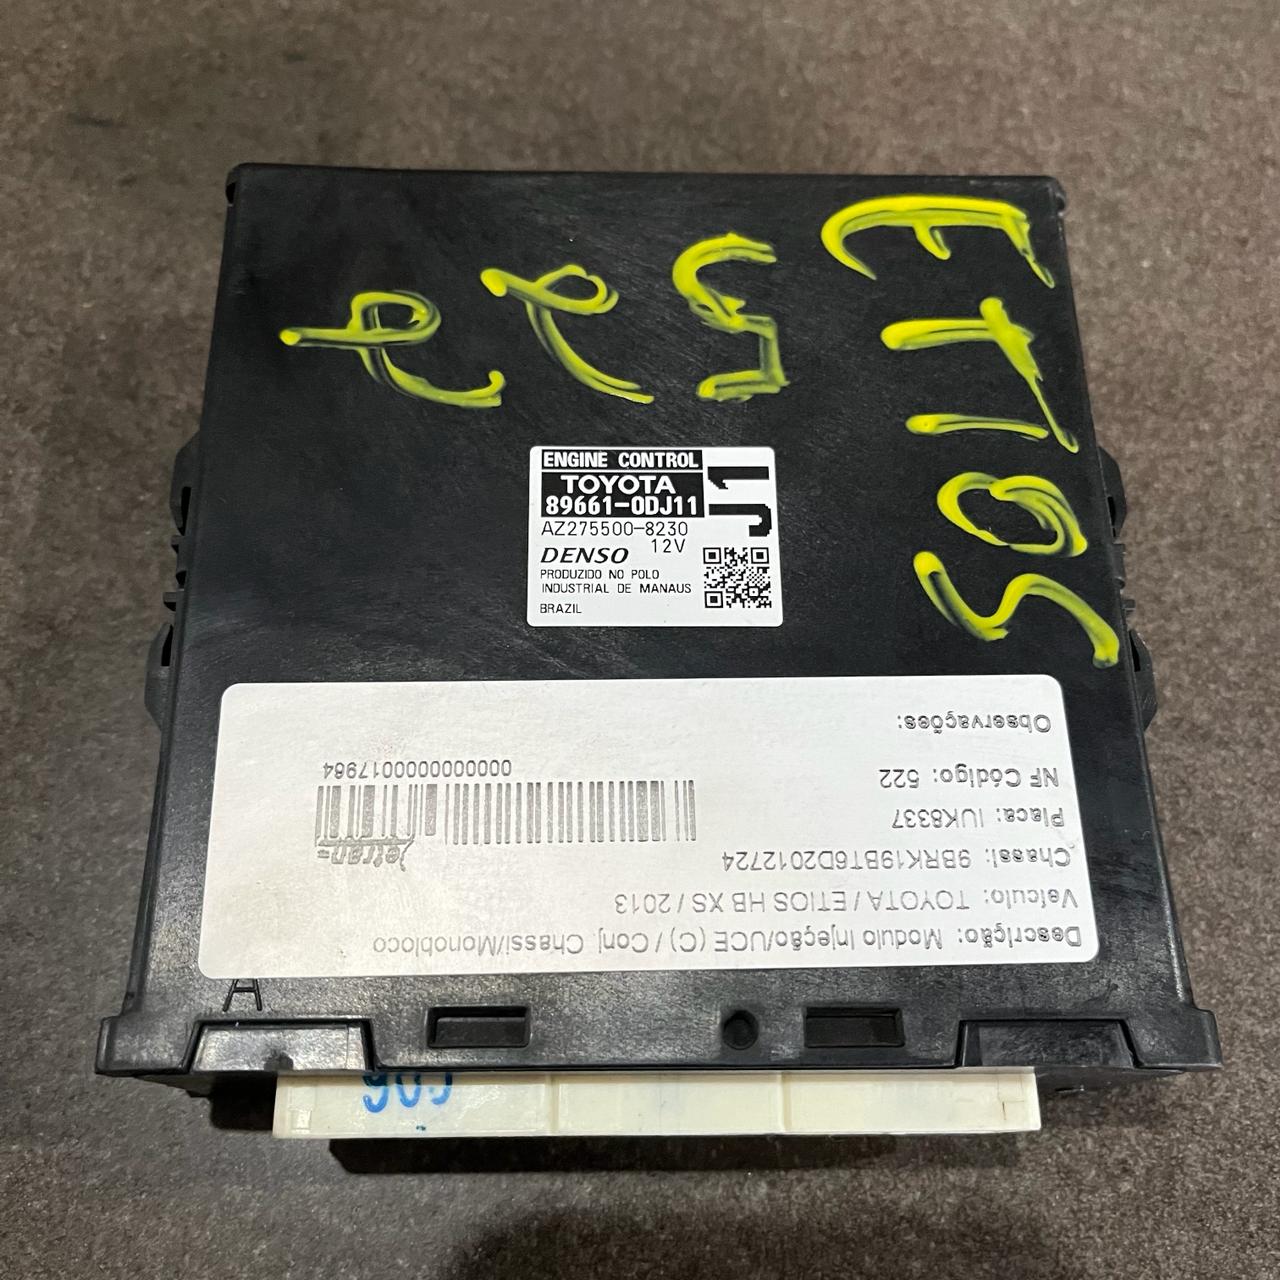 ETIOS
ENGINE CONTROL
TOYOTA
89661-0DJ11
J1
AZ275500-8230
12V
DENSO
PRODUZIDO NO POLO
INDUSTRIAL DE MANAUS
BRAZIL
Descrição: Modulo Injeção/UCE (C) / Conj. Chassi/Monobloco
Veículo: TOYOTA / ETIOS HB XS / 2013
Chassi: 9BRK19BT6D2012724
Placa: IUK8337
NF Código: 522
Observações:
Detran
0000000000017964
A